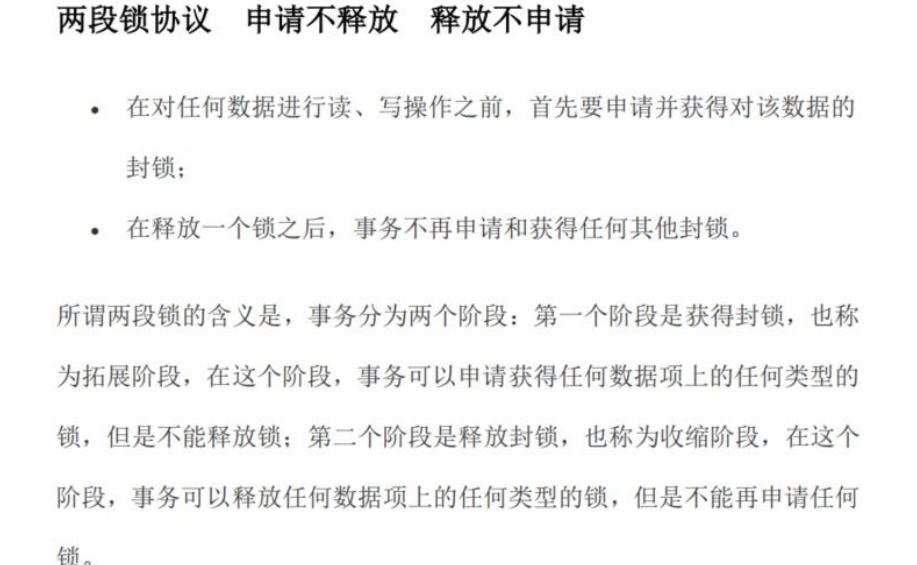 两段锁协议 申请不释放 释放不申请
• 在对任何数据进行读、写操作之前，首先要申请并获得对该数据的
封锁；
• 在释放一个锁之后，事务不再申请和获得任何其他封锁。
所谓两段锁的含义是，事务分为两个阶段：第一个阶段是获得封锁，也称
为拓展阶段，在这个阶段，事务可以申请获得任何数据项上的任何类型的
锁，但是不能释放锁；第二个阶段是释放封锁，也称为收缩阶段，在这个
阶段，事务可以释放任何数据项上的任何类型的锁，但是不能再申请任何
锁。